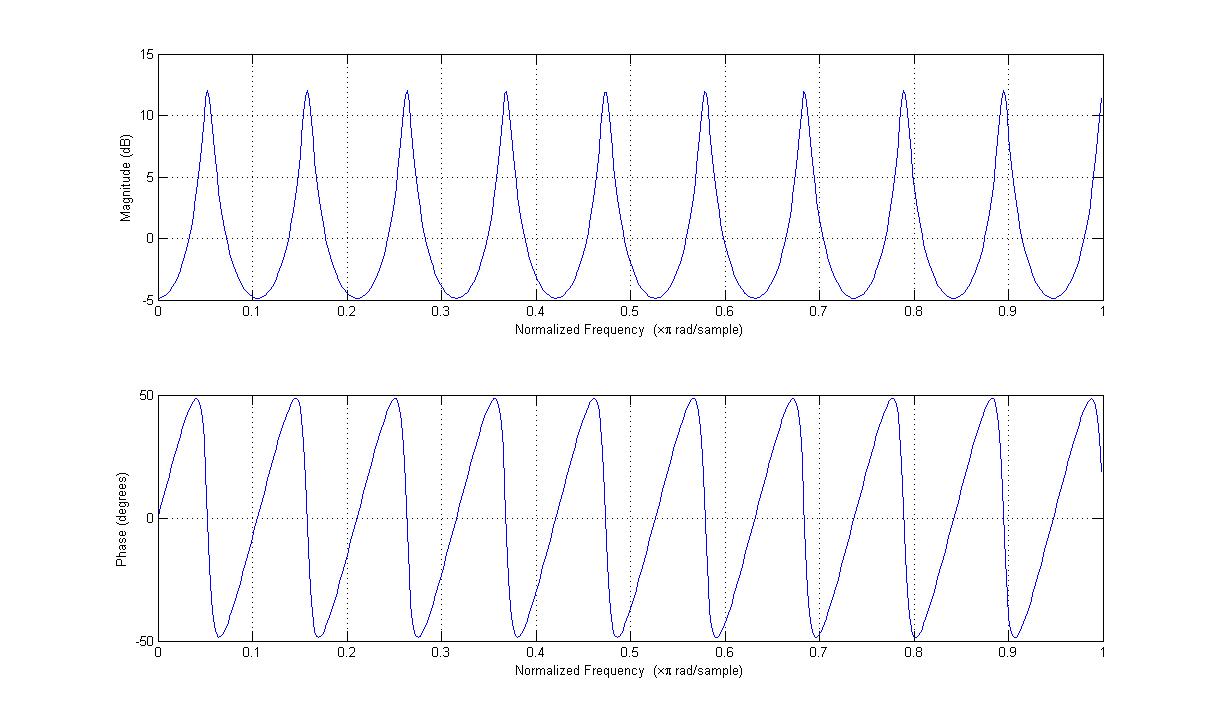 15
10
5
0
-5
Magnitude (dB)
0 0.1 0.2 0.3 0.4 0.5 0.6 0.7 0.8 0.9 1
Normalized Frequency (×π rad/sample)
50
0
-50
Phase (degrees)
0 0.1 0.2 0.3 0.4 0.5 0.6 0.7 0.8 0.9 1
Normalized Frequency (×π rad/sample)